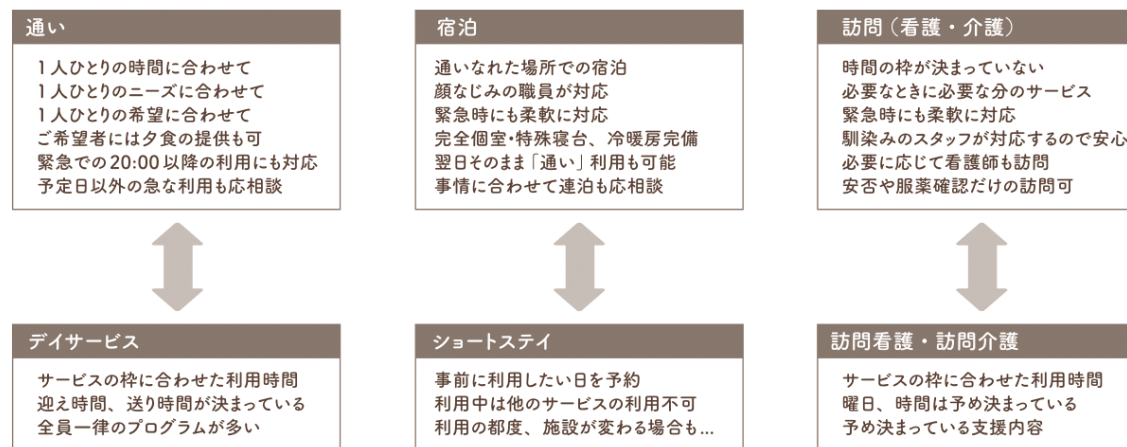 通い
1人ひとりの時間に合わせて
1人ひとりのニーズに合わせて
1人ひとりの希望に合わせて
ご希望者には夕食の提供も可
緊急での20:00以降の利用にも対応
予定日以外の急な利用も応相談
宿泊
通いなれた場所での宿泊
顔なじみの職員が対応
緊急時にも柔軟に対応
完全個室・特殊寝台、冷暖房完備
翌日そのまま「通い」利用も可能
事情に合わせて連泊も応相談
訪問（看護・介護）
時間の枠が決まっていない
必要なときに必要な分のサービス
緊急時にも柔軟に対応
馴染みのスタッフが対応するので安心
必要に応じて看護師も訪問
安否や服薬確認だけの訪問可
デイサービス
サービスの枠に合わせた利用時間
迎え時間、送り時間が決まっている
全員一律のプログラムが多い
ショートステイ
事前に利用したい日を予約
利用中は他のサービスの利用不可
利用の都度、施設が変わる場合も...
訪問看護・訪問介護
サービスの枠に合わせた利用時間
曜日、時間は予め決まっている
予め決まっている支援内容